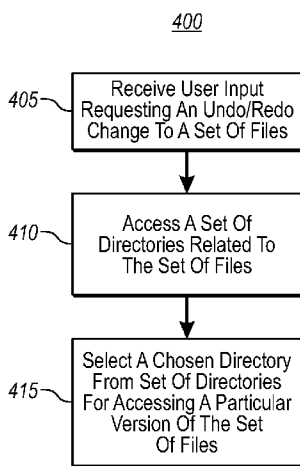 400
405
Receive User Input
Requesting An Undo/Redo
Change To A Set Of Files
410
Access A Set Of
Directories Related To
The Set Of Files
415
Select A Chosen Directory
From Set Of Directories
For Accessing A Particular
Version Of The Set
Of Files